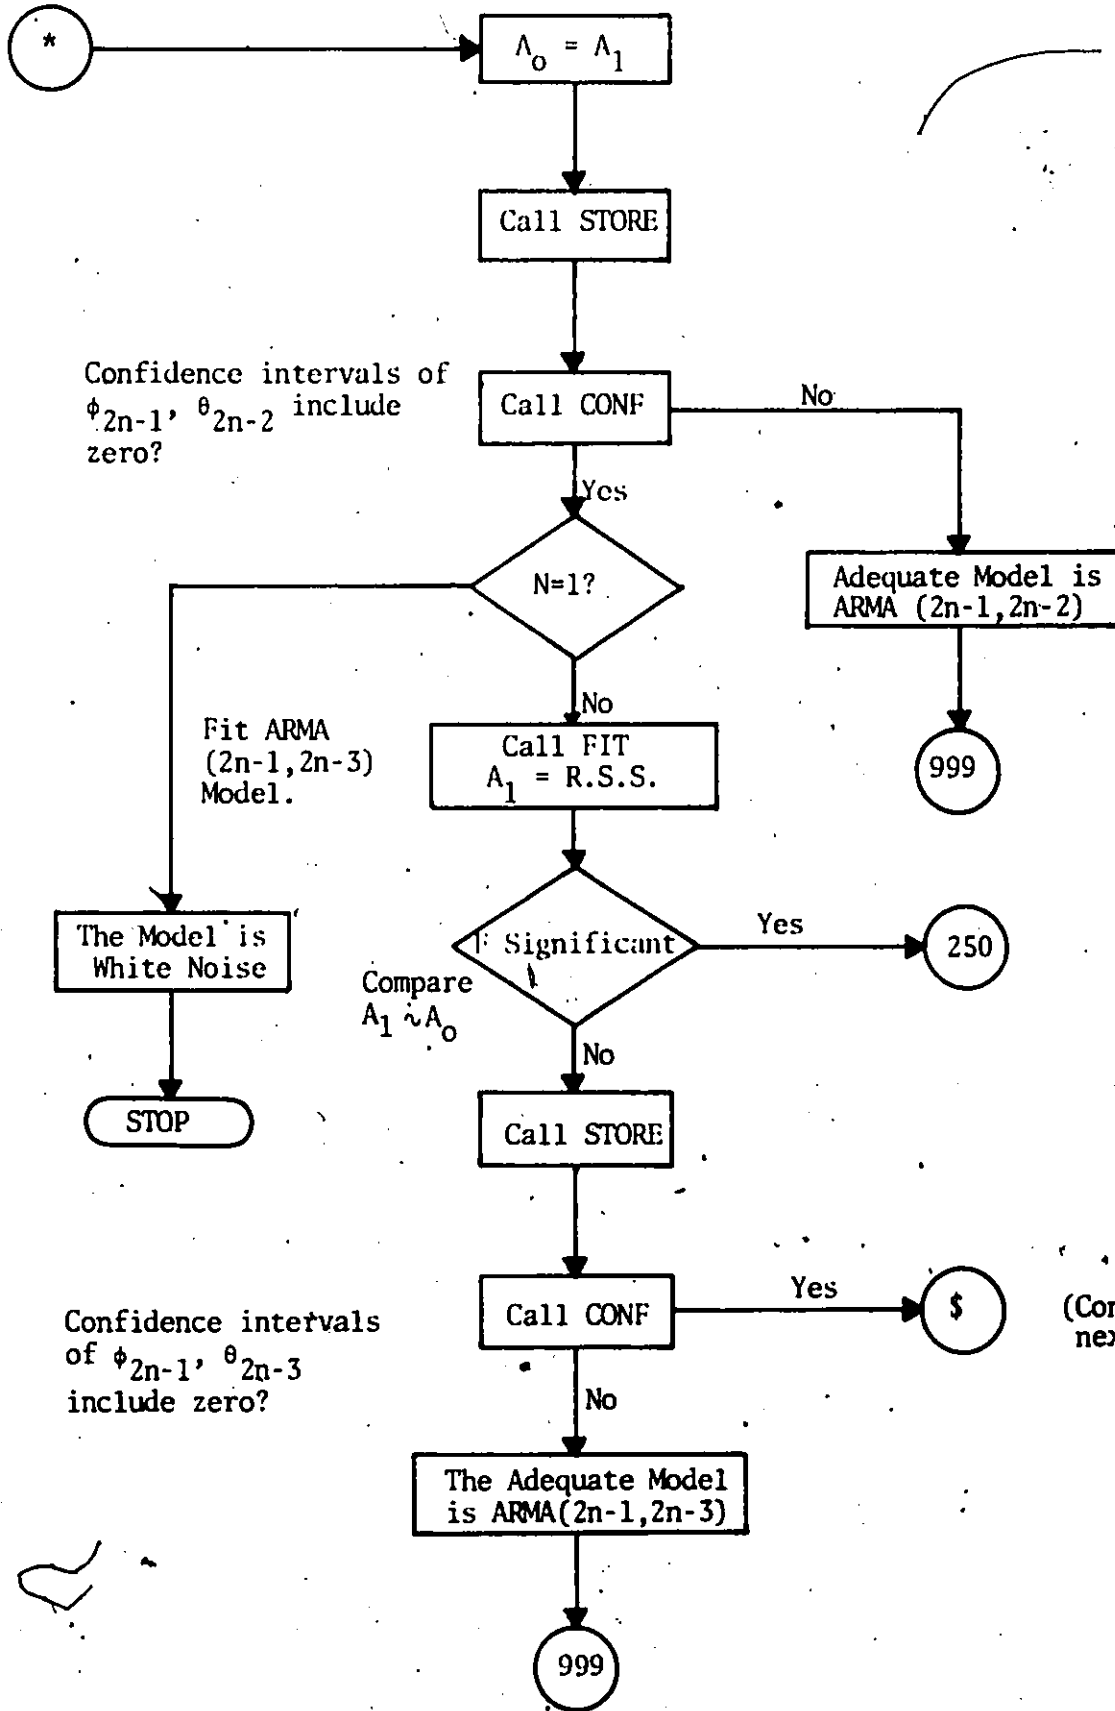 *
A₀ = A₁
Call STORE
Confidence intervals of
ϕ₂ₙ₋₁, θ₂ₙ₋₂ include
zero?
Call CONF
No
Yes
N=1?
Adequate Model is
ARMA (2n-1,2n-2)
999
No
Fit ARMA
(2n-1,2n-3)
Model.
Call FIT
A₁ = R.S.S.
The Model is
White Noise
STOP
F Significant
Yes
250
Compare
A₁ ~ A₀
No
Call STORE
Confidence intervals
of ϕ₂ₙ₋₁, θ₂ₙ₋₃
include zero?
Call CONF
Yes
$
No
The Adequate Model
is ARMA(2n-1,2n-3)
999